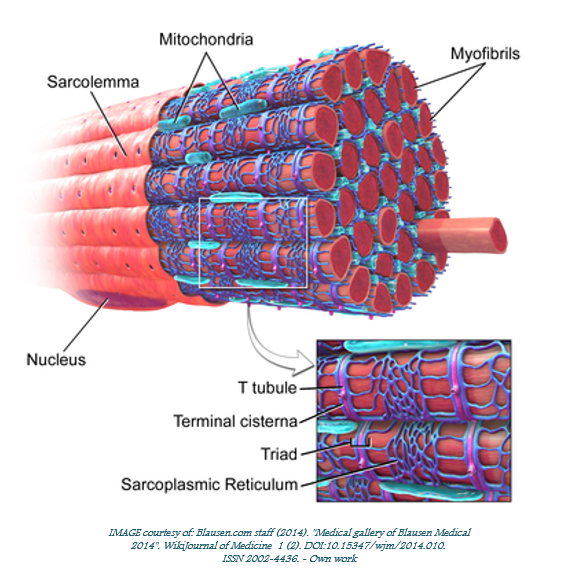 Mitochondria
Myofibrils
Sarcolemma
Nucleus
T tubule
Terminal cisterna
Triad
Sarcoplasmic Reticulum
IMAGE courtesy of: Blausen.com staff (2014). "Medical gallery of Blausen Medical
2014". WikiJournal of Medicine 1 (2). DOI:10.15347/wjm/2014.010.
ISSN 2002-4436. - Own work